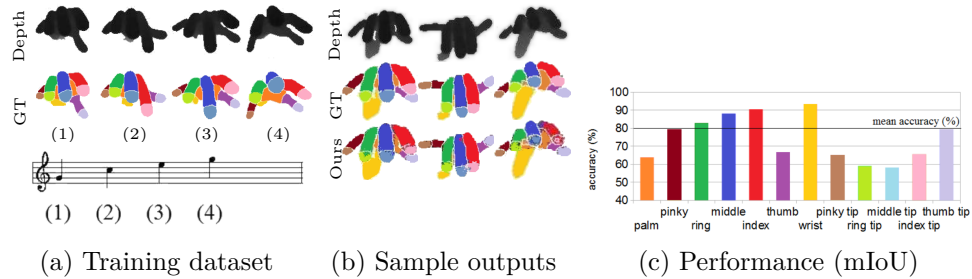 Depth
GT
(1) (2) (3) (4)
(1) (2) (3) (4)
(a) Training dataset
Depth
GT
Ours
(b) Sample outputs
accuracy (%)
100
90
80
70
60
50
40
mean accuracy (%)
pinky middle thumb pinky tip middle tip thumb tip
palm ring index wrist ring tip index tip
(c) Performance (mIoU)